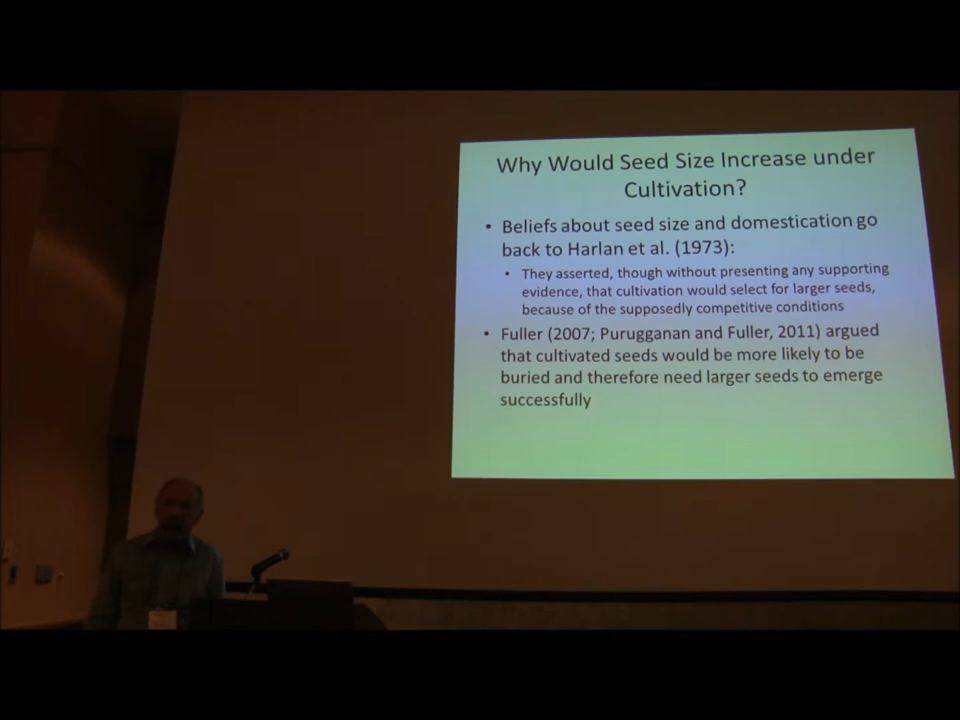 Why Would Seed Size Increase under
Cultivation?
• Beliefs about seed size and domestication go
back to Harlan et al. (1973):
• They asserted, though without presenting any supporting
evidence, that cultivation would select for larger seeds,
because of the supposedly competitive conditions
• Fuller (2007; Purugganan and Fuller, 2011) argued
that cultivated seeds would be more likely to be
buried and therefore need larger seeds to emerge
successfully